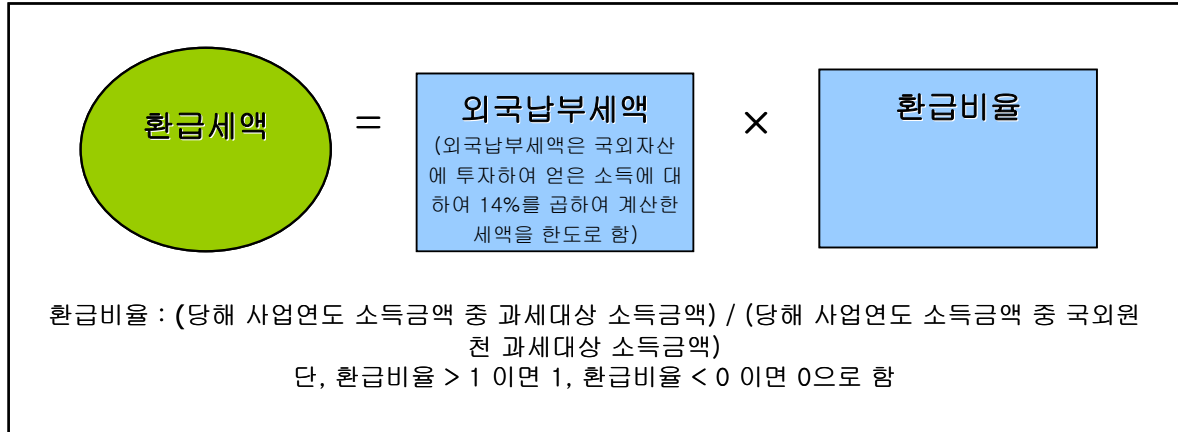 환급세액
=
외국납부세액
(외국납부세액은 국외자산
에 투자하여 얻은 소득에 대
하여 14%를 곱하여 계산한
세액을 한도로 함)
×
환급비율
환급비율 : (당해 사업연도 소득금액 중 과세대상 소득금액) / (당해 사업연도 소득금액 중 국외원
천 과세대상 소득금액)
단, 환급비율 > 1 이면 1, 환급비율 < 0 이면 0으로 함